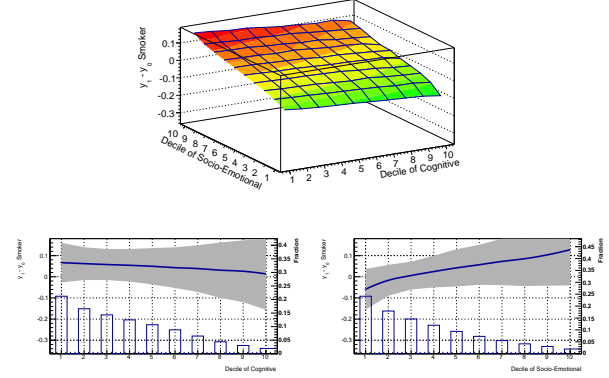 y₁ - y₀ Smoker
0.1
0
-0.1
-0.2
-0.3
10 9 8 7 6 5 4 3 2 1
Decile of Socio-Emotional
1 2 3 4 5 6 7 8 9 10
Decile of Cognitive
y₁ - y₀ Smoker
0.1
0
-0.1
-0.2
-0.3
1 2 3 4 5 6 7 8 9 10
Decile of Cognitive
Fraction
0.4
0.35
0.3
0.25
0.2
0.15
0.1
0.05
0
y₁ - y₀ Smoker
0.1
0
-0.1
-0.2
-0.3
1 2 3 4 5 6 7 8 9 10
Decile of Socio-Emotional
Fraction
0.45
0.4
0.35
0.3
0.25
0.2
0.15
0.1
0.05
0